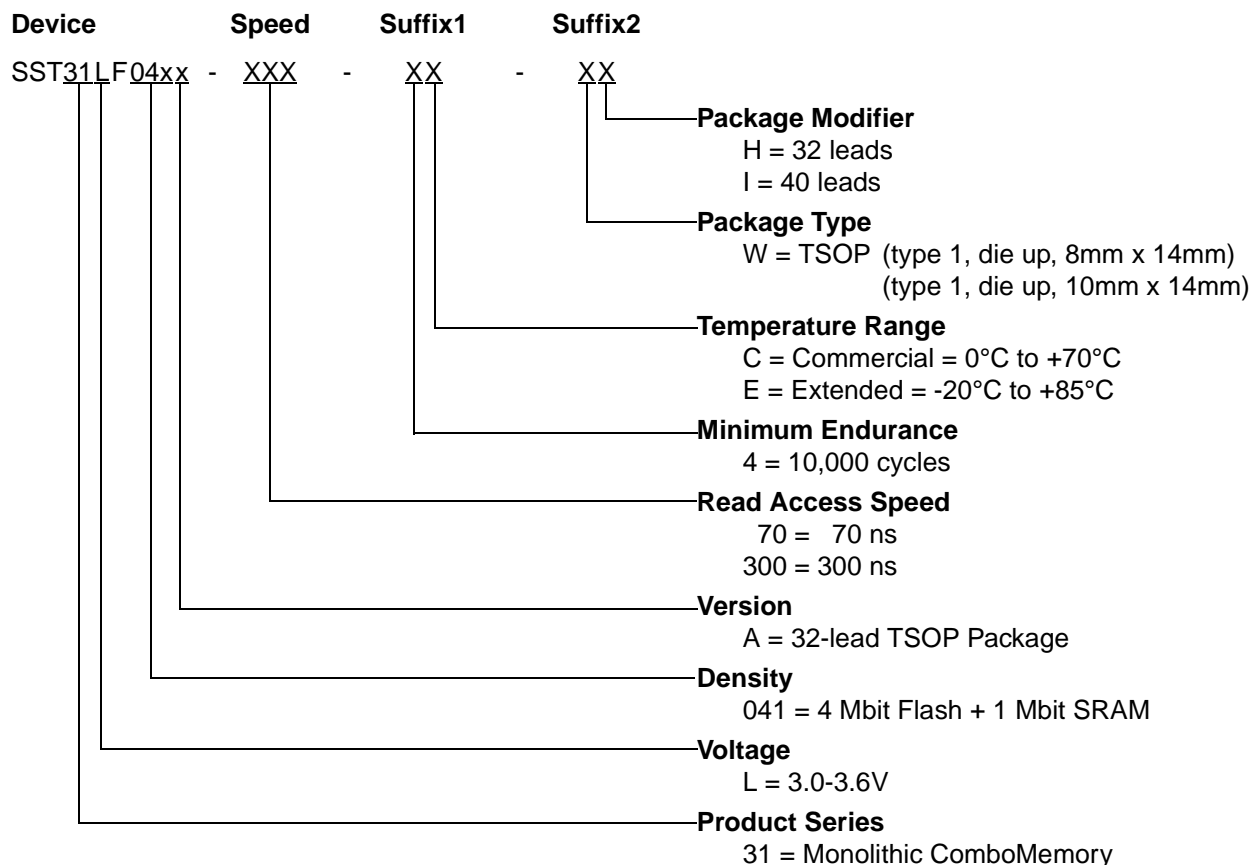 Device Speed Suffix1 Suffix2
SST31LF04xx - XXX - XX - XX
Package Modifier
H = 32 leads
I = 40 leads
Package Type
W = TSOP (type 1, die up, 8mm x 14mm)
(type 1, die up, 10mm x 14mm)
Temperature Range
C = Commercial = 0°C to +70°C
E = Extended = -20°C to +85°C
Minimum Endurance
4 = 10,000 cycles
Read Access Speed
70 = 70 ns
300 = 300 ns
Version
A = 32-lead TSOP Package
Density
041 = 4 Mbit Flash + 1 Mbit SRAM
Voltage
L = 3.0-3.6V
Product Series
31 = Monolithic ComboMemory